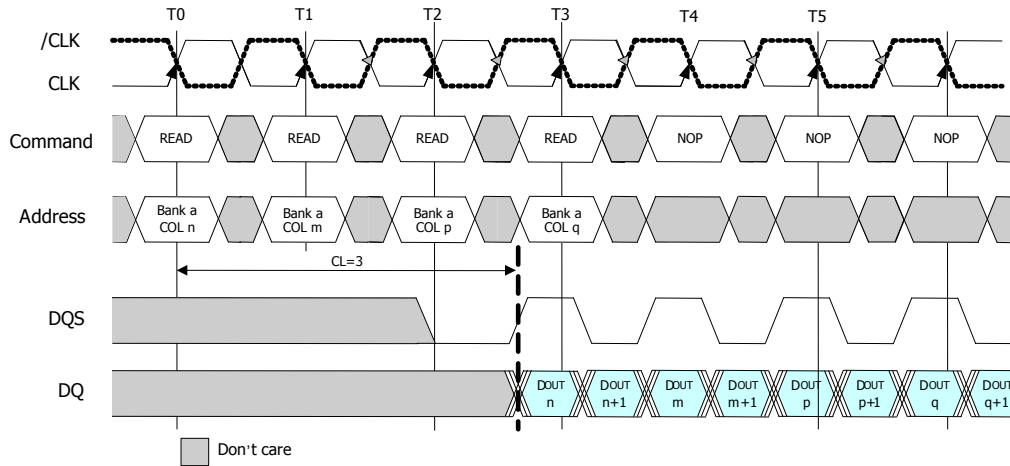 T0 T1 T2 T3 T4 T5
/CLK
CLK
Command READ READ READ READ NOP NOP NOP
Address Bank a COL n Bank a COL m Bank a COL p Bank a COL q
CL=3
DQS
DQ DOUT n DOUT n+1 DOUT m DOUT m+1 DOUT p DOUT p+1 DOUT q DOUT q+1
Don't care